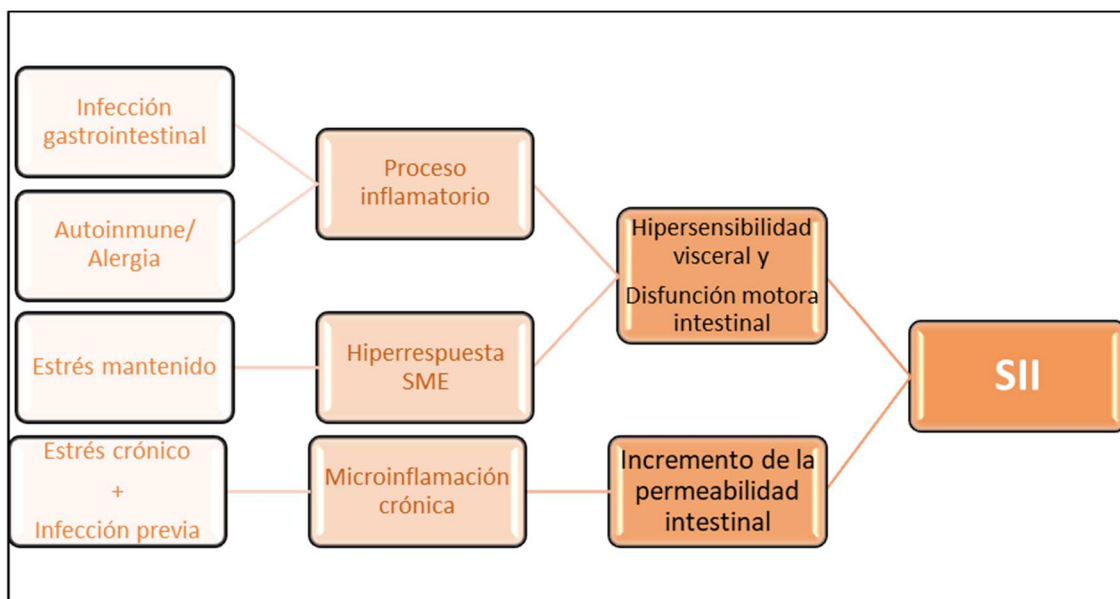 Infección
gastrointestinal
Autoinmune/
Alergia
Estrés mantenido
Estrés crónico
+
Infección previa
Proceso
inflamatorio
Hiperrespuesta
SME
Microinflamación
crónica
Hipersensibilidad
visceral y
Disfunción motora
intestinal
Incremento de la
permeabilidad
intestinal
SII